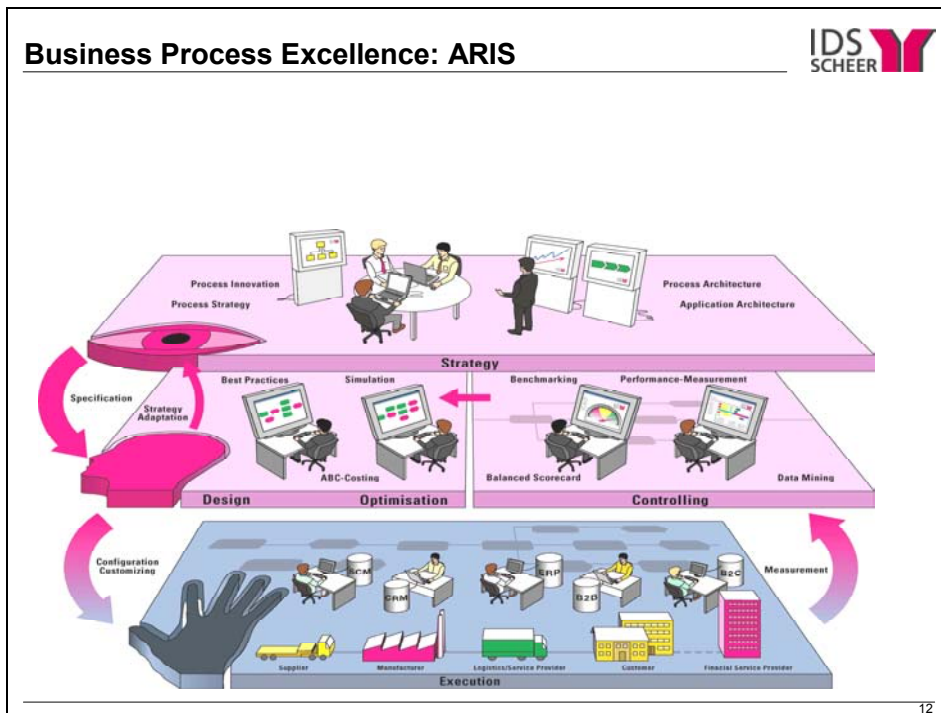 Business Process Excellence: ARIS
IDS
SCHEER
Process Innovation
Process Strategy
Process Architecture
Application Architecture
Strategy
Specification
Strategy
Adaptation
Best Practices
Simulation
ABC-Costing
Design
Optimisation
Benchmarking
Performance-Measurement
Balanced Scorecard
Data Mining
Controlling
Configuration
Customizing
Measurement
SCM
CRM
ERP
B2B
B2C
Supplier
Manufacturer
Logistics/Service Provider
Customer
Finacial Service Provider
Execution
12